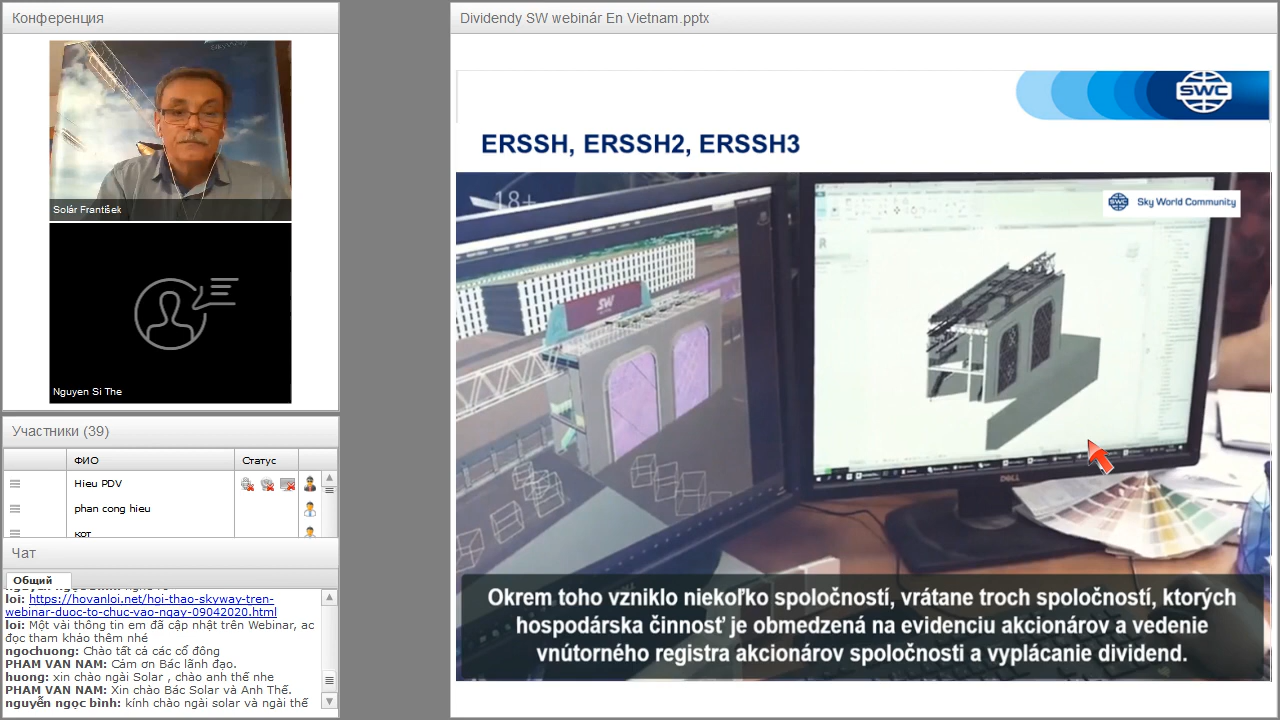 Конференция
Solár František
Nguyen Si The
Участники (39)
ФИО
Статус
Hieu PDV
phan cong hieu
кот
Чат
Общий
loi: https://hovanloi.net/hoi-thao-skyway-tren-
webinar-duoc-to-chuc-vao-ngay-09042020.html
loi: Một vài thông tin em đã cập nhật trên Webinar, ac
đọc tham khảo thêm nhé
ngochuong: Chào tất cả các cổ đông
PHAM VAN NAM: Cảm ơn Bác lãnh đạo.
huong: xin chào ngài Solar , chào anh thế nhe
PHAM VAN NAM: Xin chào Bác Solar và Anh Thế.
nguyễn ngọc bình: kính chào ngài solar và ngài thế
Dividendy SW webinár En Vietnam.pptx
SWC
ERSSH, ERSSH2, ERSSH3
18+
SWC Sky World Community
SW
R
DELL
Okrem toho vzniklo niekoľko spoločností, vrátane troch spoločností, ktorých
hospodárska činnosť je obmedzená na evidenciu akcionárov a vedenie
vnútorného registra akcionárov spoločnosti a vyplácanie dividend.